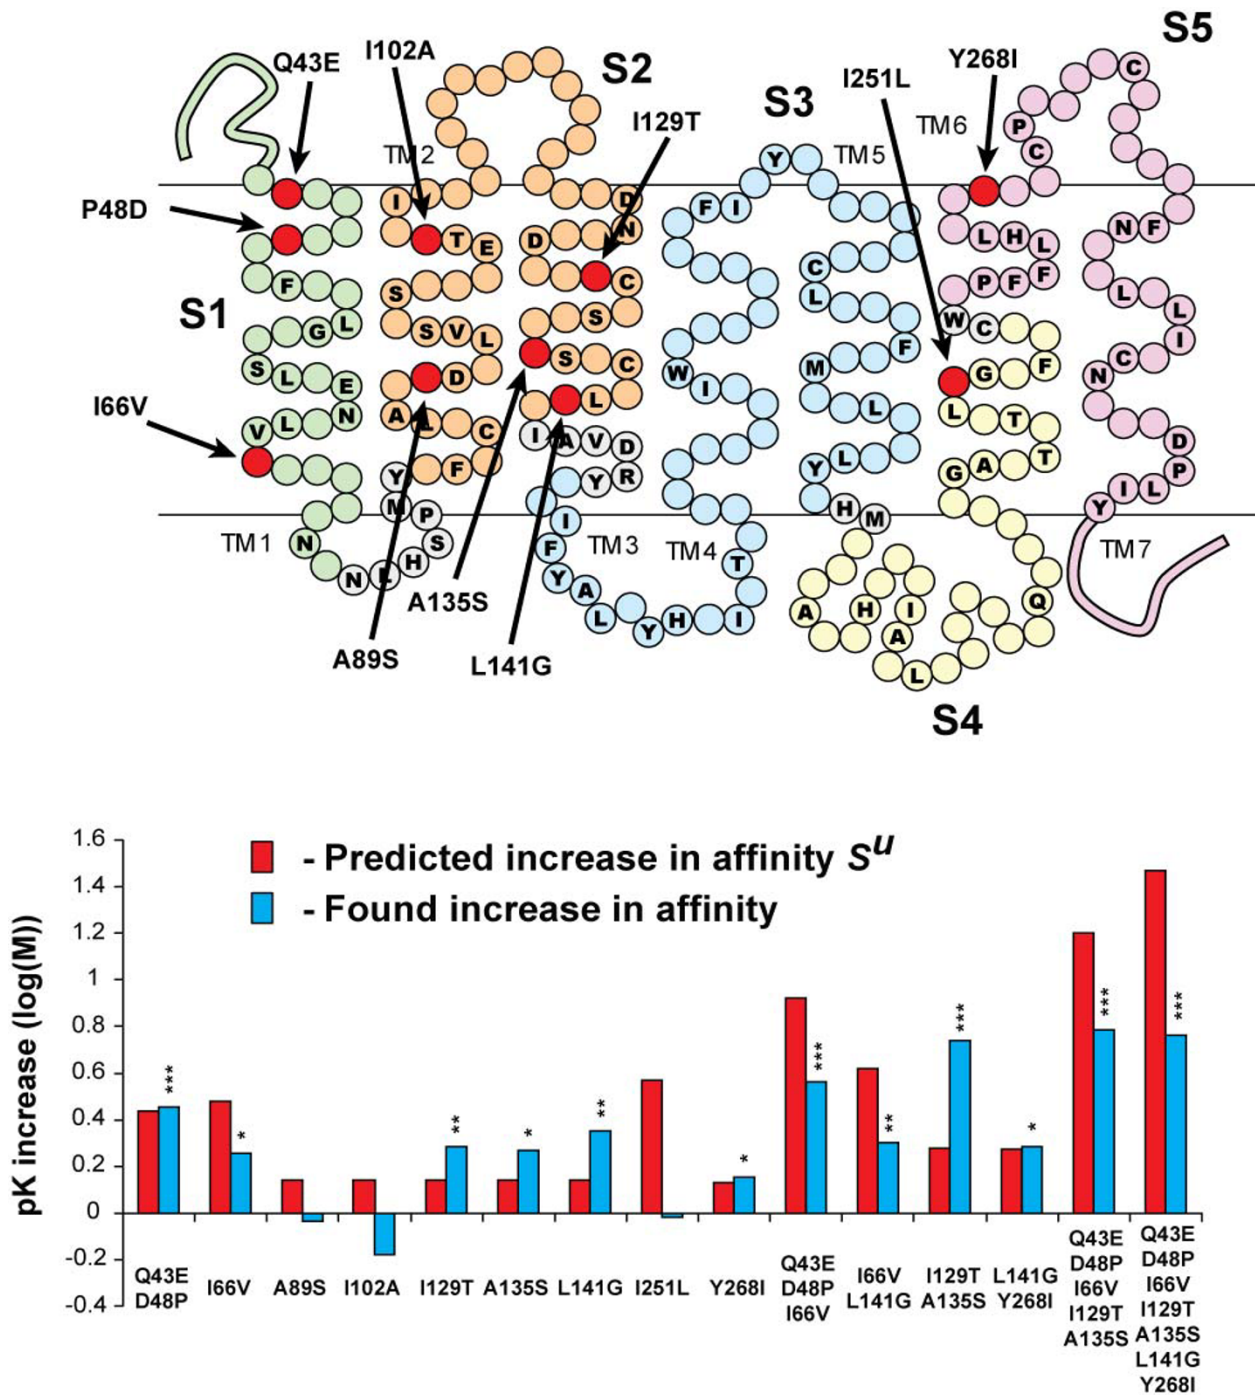 S5
I102A
Q43E
S2
Y268I
I251L
S3
I129T
TM6
TM2
TM5
P48D
S1
I66V
TM1
TM3
TM4
TM7
A135S
A89S
L141G
S4
C
P
C
Y
I
D
F I
N
T E
D
N F
L H L
C
C
F
P F F
F
S
L
L
S
W C
L
G L
S V L
I
F
S
S C
C
W
M
G F
N
L E
D
I
L
L
L
L T T
V L N
A L C
I A V D
D
Y L
G A T
P
Y F
Y R
I L
M P
H M
Y
N
S
I
F
T
N L H
Y
A
H I
Q
A
L
Y H I
A
L
1.6
1.4
1.2
1
0.8
0.6
0.4
0.2
0
-0.2
-0.4
pK increase (log(M))
- Predicted increase in affinity S^u
- Found increase in affinity
***
*
**
*
**
*
***
**
***
*
***
***
Q43E
D48P
I66V
A89S
I102A
I129T
A135S
L141G
I251L
Y268I
Q43E
D48P
I66V
I66V
L141G
I129T
A135S
L141G
Y268I
Q43E
D48P
I66V
I129T
A135S
Q43E
D48P
I66V
I129T
A135S
L141G
Y268I